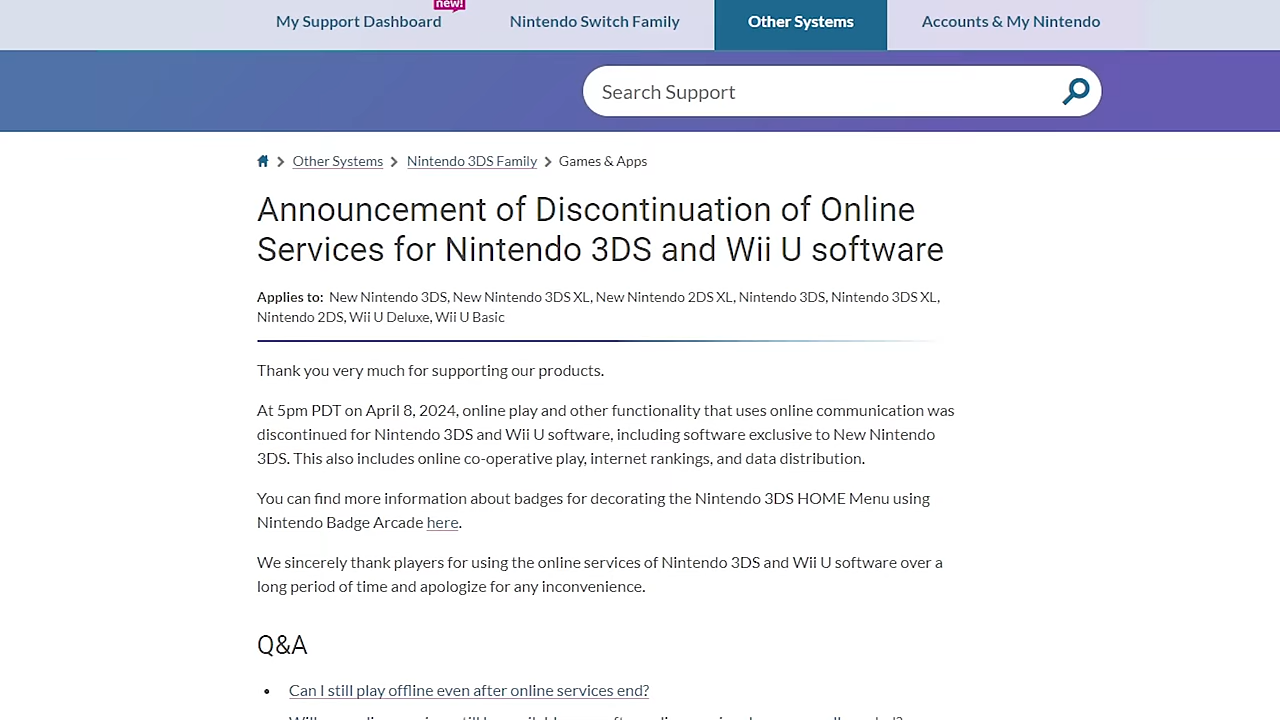 new!
My Support Dashboard Nintendo Switch Family Other Systems Accounts & My Nintendo
Search Support
Other Systems Nintendo 3DS Family Games & Apps
Announcement of Discontinuation of Online
Services for Nintendo 3DS and Wii U software
Applies to: New Nintendo 3DS, New Nintendo 3DS XL, New Nintendo 2DS XL, Nintendo 3DS, Nintendo 3DS XL,
Nintendo 2DS, Wii U Deluxe, Wii U Basic
Thank you very much for supporting our products.
At 5pm PDT on April 8, 2024, online play and other functionality that uses online communication was
discontinued for Nintendo 3DS and Wii U software, including software exclusive to New Nintendo
3DS. This also includes online co-operative play, internet rankings, and data distribution.
You can find more information about badges for decorating the Nintendo 3DS HOME Menu using
Nintendo Badge Arcade here.
We sincerely thank players for using the online services of Nintendo 3DS and Wii U software over a
long period of time and apologize for any inconvenience.
Q&A
• Can I still play offline even after online services end?